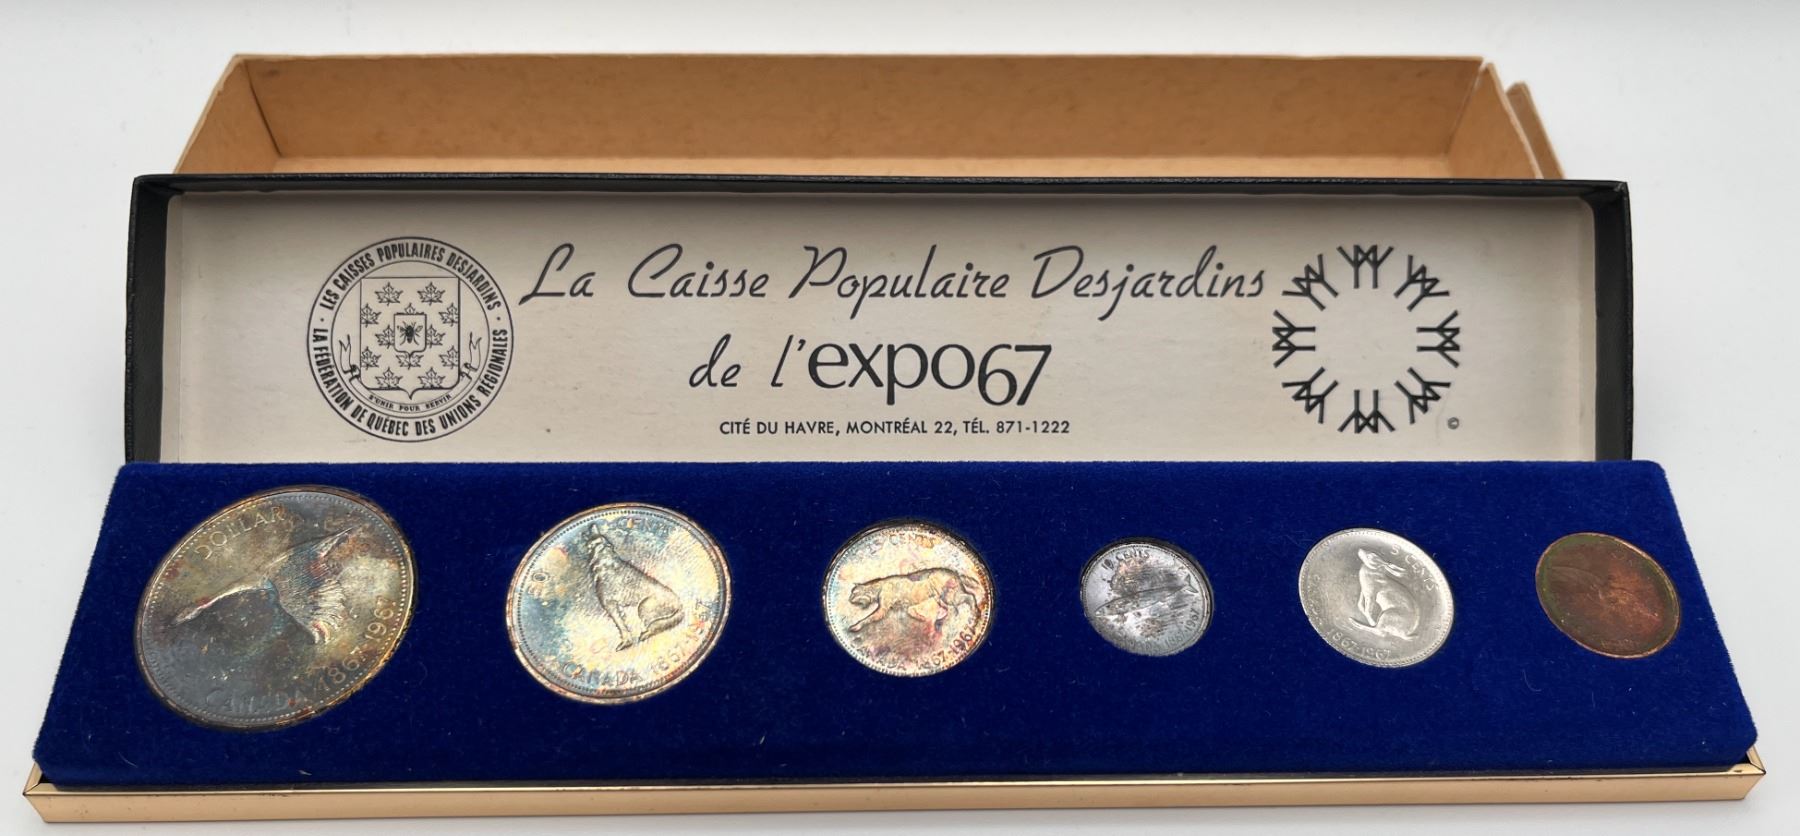 LES CAISSES POPULAIRES DESJARDINS
LA FÉDÉRATION DE QUÉBEC DES UNIONS RÉGIONALES
S'UNIR POUR SERVIR
La Caisse Populaire Desjardins
de l'expo67
CITÉ DU HAVRE, MONTRÉAL 22, TÉL. 871-1222
©
DOLLAR
CANADA 1867-1967
50 CENTS
CANADA 1867-1967
25 CENTS
CANADA 1867-1967
10 CENTS
1867-1967
5 CENTS
1867-1967